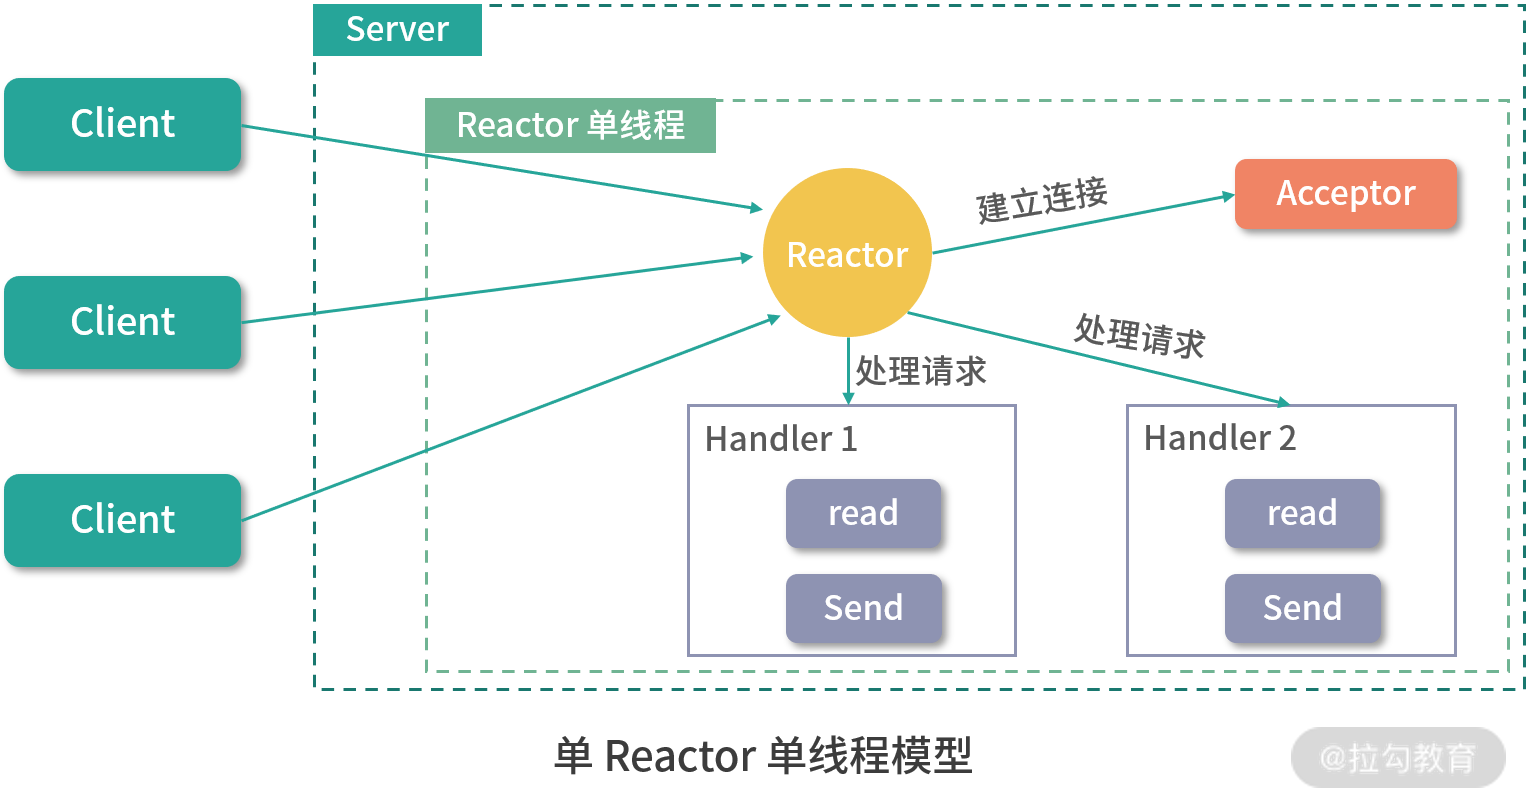 Server
Client
Reactor 单线程
Client
Client
Reactor
建立连接
Acceptor
处理请求
处理请求
Handler 1
read
Send
Handler 2
read
Send
单 Reactor 单线程模型
@拉勾教育